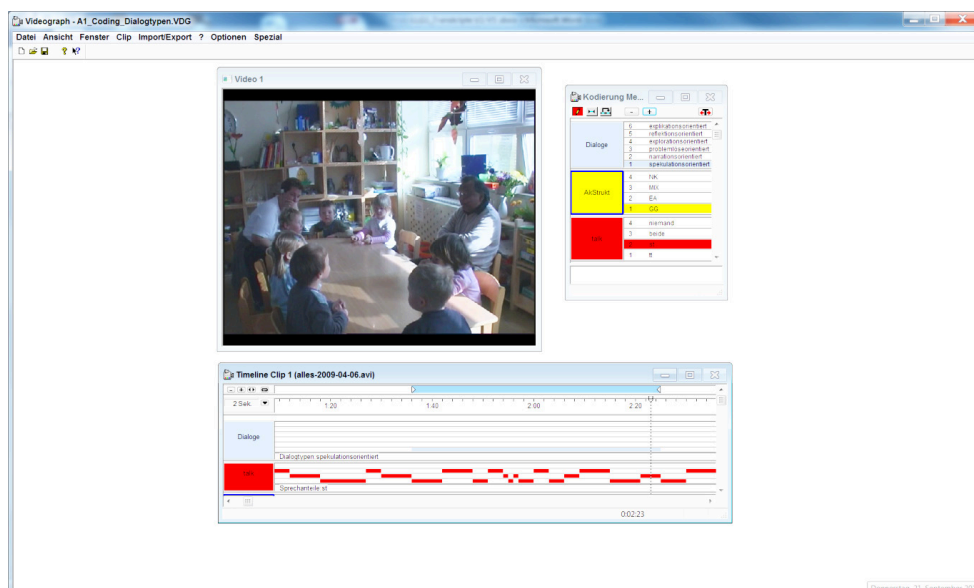 Videograph - A1_Coding_Dialogtypen.VDG
Datei Ansicht Fenster Clip Import/Export ? Optionen Spezial
Video 1
Kodierung Me...
Dialoge
6 explikationsorientiert
5 reflektionsorientiert
4 explorationsorientiert
3 problemloseorientiert
2 narrationsorientiert
1 spekulationsorientiert
AkStrukt
4 NK
3 MIX
2 EA
1 GG
4 niemand
3 beide
1 tt
Timeline Clip 1 (alles-2009-04-06.avi)
2 Sek.
1:20 1:40 2:00 2:20
Dialoge
Dialogtypen spekulationsorientiert
Sprechanteile st
0:02:23